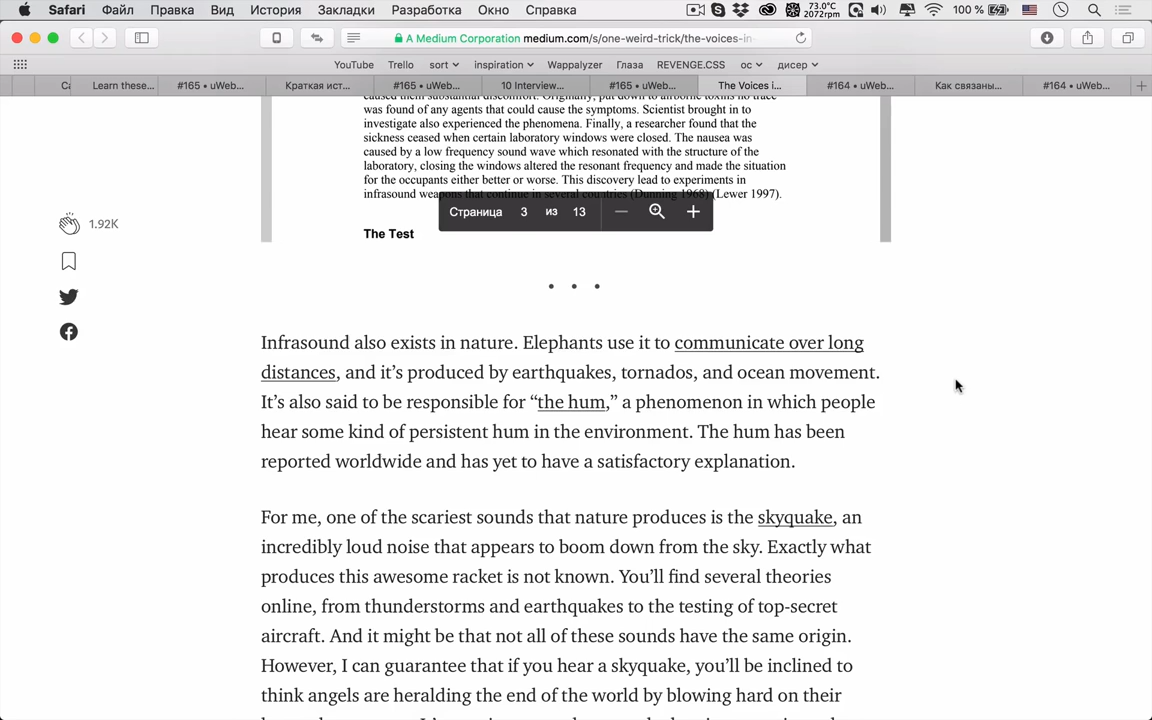 Safari Файл Правка Вид История Закладки Разработка Окно Справка 73.0°C 2072rpm 100 %
A Medium Corporation medium.com/s/one-weird-trick/the-voices-in-
YouTube Trello sort inspiration Wappalyzer Глаза REVENGE.CSS ос дисер
Ca Learn these... #165 • uWeb... Краткая ист... #165 • uWeb... 10 Interview... #165 • uWeb... The Voices i... #164 • uWeb... Как связаны... #164 • uWeb...
caused them substantial discomfort. Originally, put down to airborne toxins no trace
was found of any agents that could cause the symptoms. Scientist brought in to
investigate also experienced the phenomena. Finally, a researcher found that the
sickness ceased when certain laboratory windows were closed. The nausea was
caused by a low frequency sound wave which resonated with the structure of the
laboratory, closing the windows altered the resonant frequency and made the situation
for the occupants either better or worse. This discovery lead to experiments in
infrasound weapons that continue in several countries (Dunning 1968) (Lewer 1997).
Страница 3 из 13
1.92K
The Test
Infrasound also exists in nature. Elephants use it to communicate over long
distances, and it’s produced by earthquakes, tornados, and ocean movement.
It’s also said to be responsible for “the hum,” a phenomenon in which people
hear some kind of persistent hum in the environment. The hum has been
reported worldwide and has yet to have a satisfactory explanation.
For me, one of the scariest sounds that nature produces is the skyquake, an
incredibly loud noise that appears to boom down from the sky. Exactly what
produces this awesome racket is not known. You’ll find several theories
online, from thunderstorms and earthquakes to the testing of top-secret
aircraft. And it might be that not all of these sounds have the same origin.
However, I can guarantee that if you hear a skyquake, you’ll be inclined to
think angels are heralding the end of the world by blowing hard on their